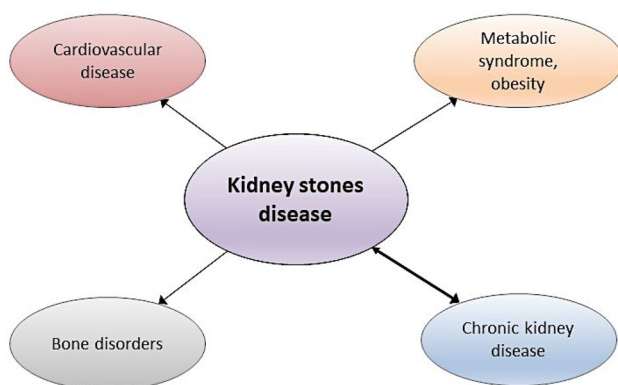 Cardiovascular
disease
Metabolic
syndrome,
obesity
Kidney stones
disease
Bone disorders
Chronic kidney
disease